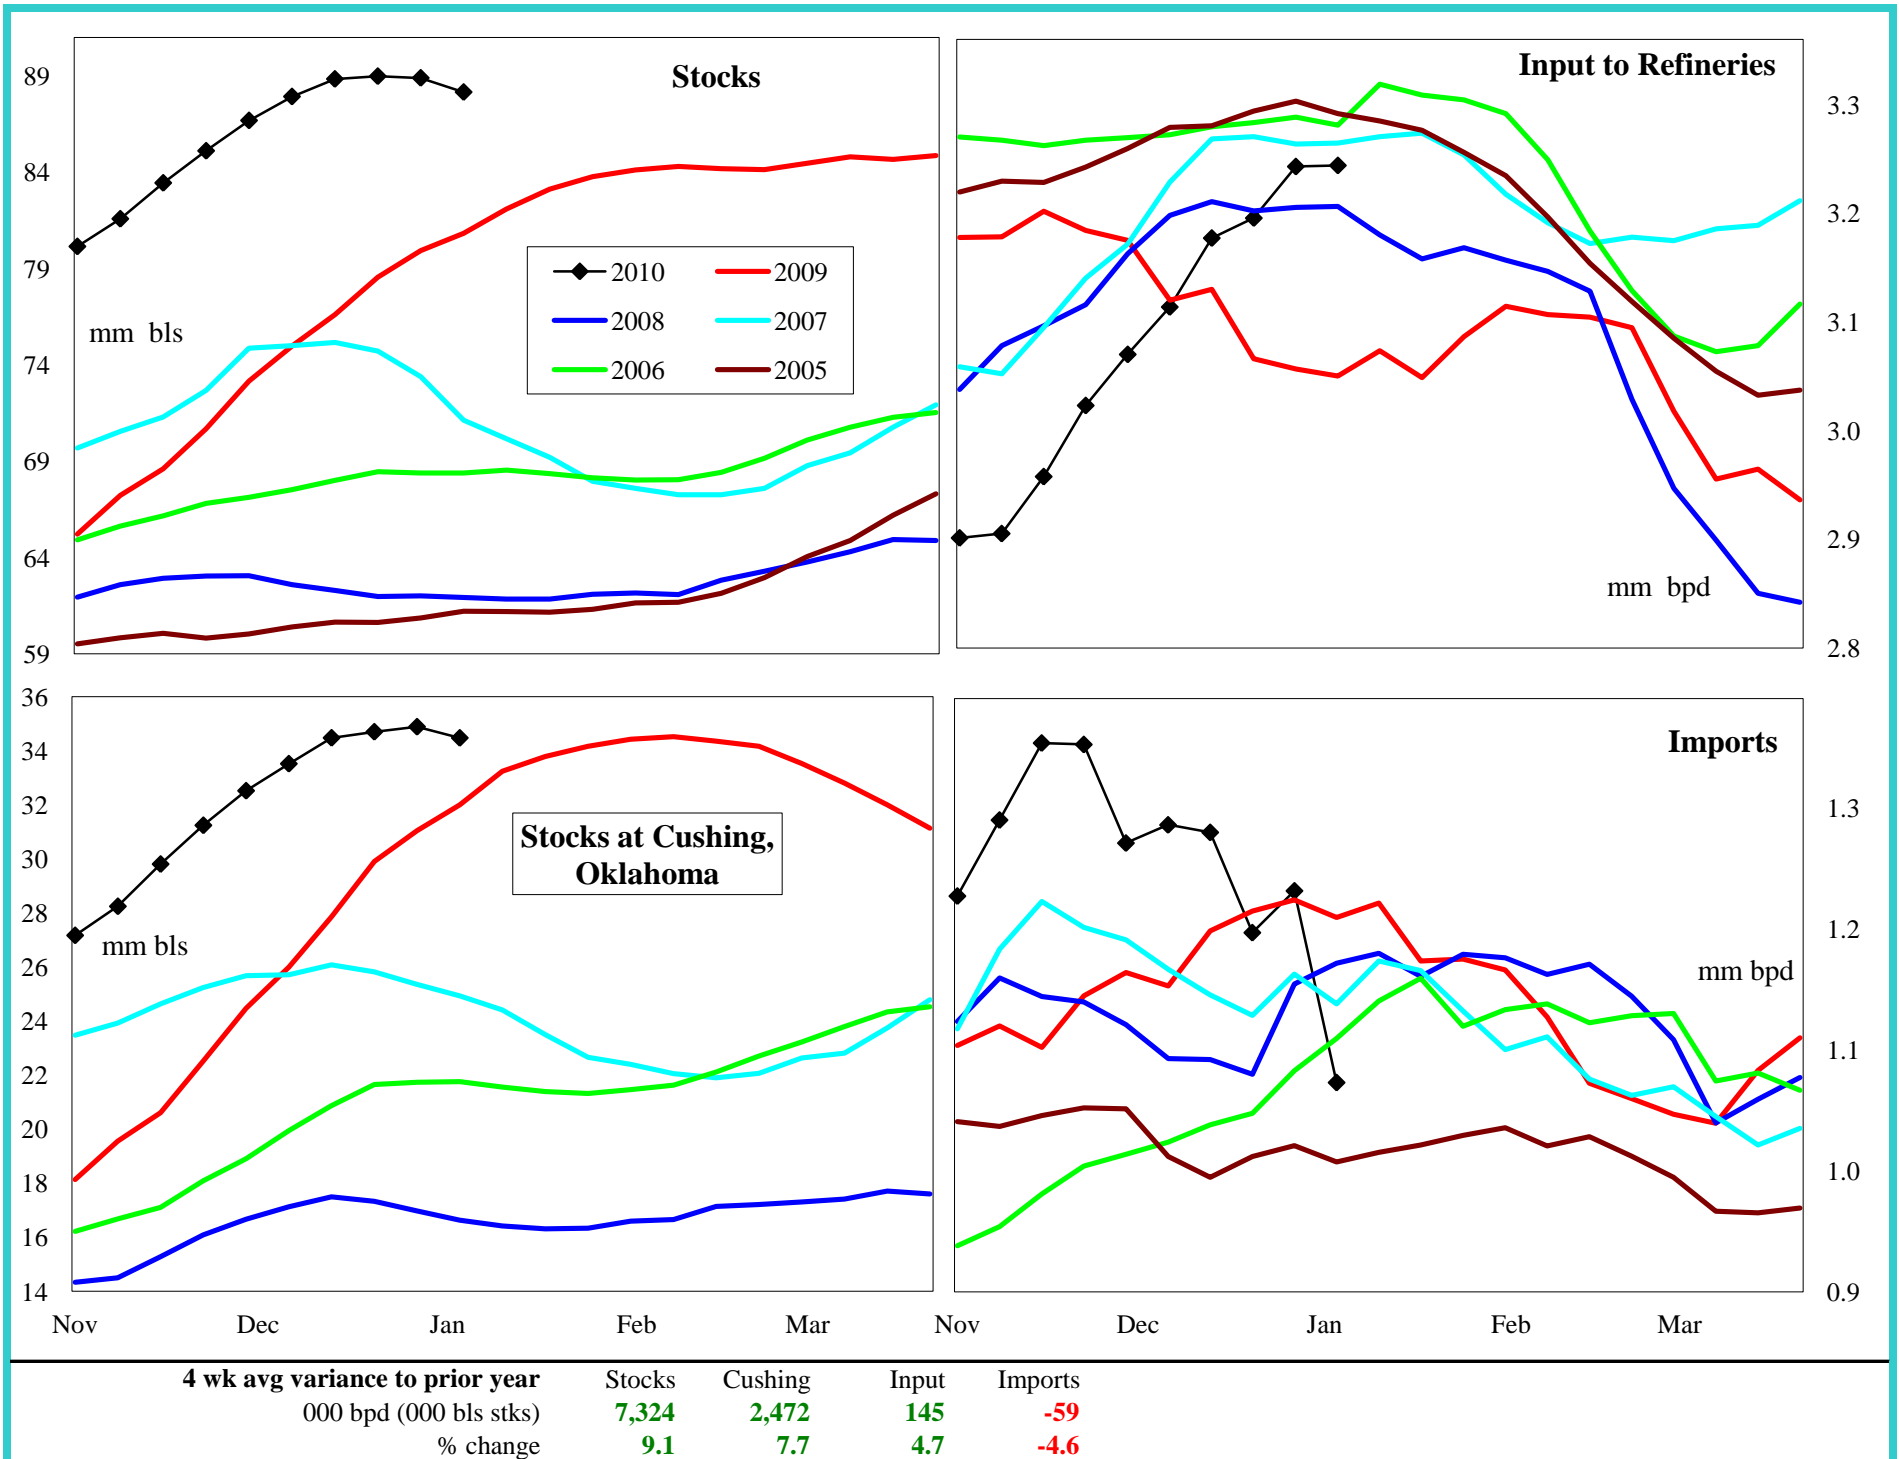 Stocks
89
84
79
74
69
64
59
mm bls
2010 2009
2008 2007
2006 2005
Input to Refineries
3.3
3.2
3.1
3.0
2.9
2.8
mm bpd
36
34
32
30
28
26
24
22
20
18
16
14
Stocks at Cushing,
Oklahoma
mm bls
Nov Dec Jan Feb Mar
Imports
1.3
1.2
1.1
1.0
0.9
mm bpd
Nov Dec Jan Feb Mar
4 wk avg variance to prior year Stocks Cushing Input Imports
000 bpd (000 bls stks) 7,324 2,472 145 -59
% change 9.1 7.7 4.7 -4.6